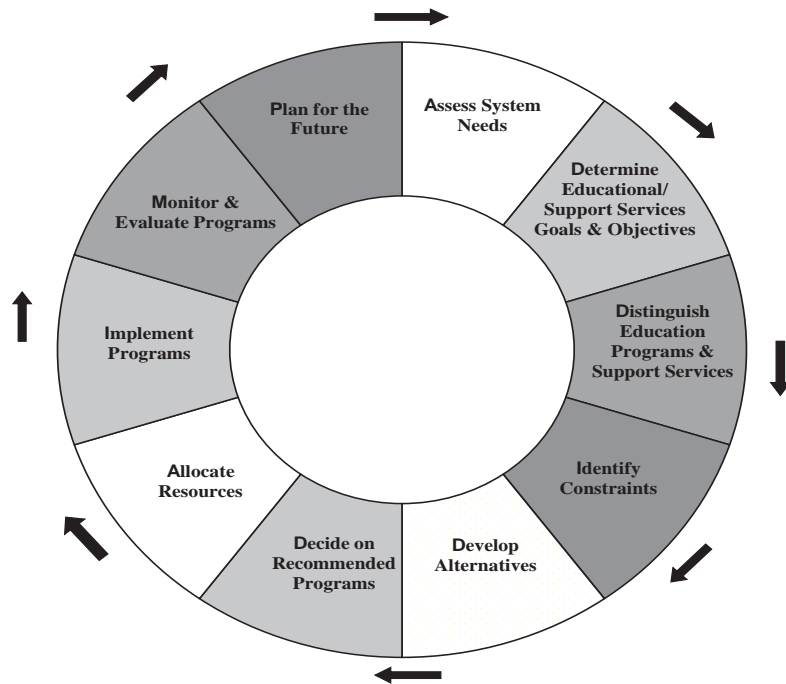 Assess System
Needs
Determine
Educational/
Support Services
Goals & Objectives
Distinguish
Education
Programs &
Support Services
Identify
Constraints
Develop
Alternatives
Decide on
Recommended
Programs
Allocate
Resources
Implement
Programs
Monitor &
Evaluate Programs
Plan for the
Future